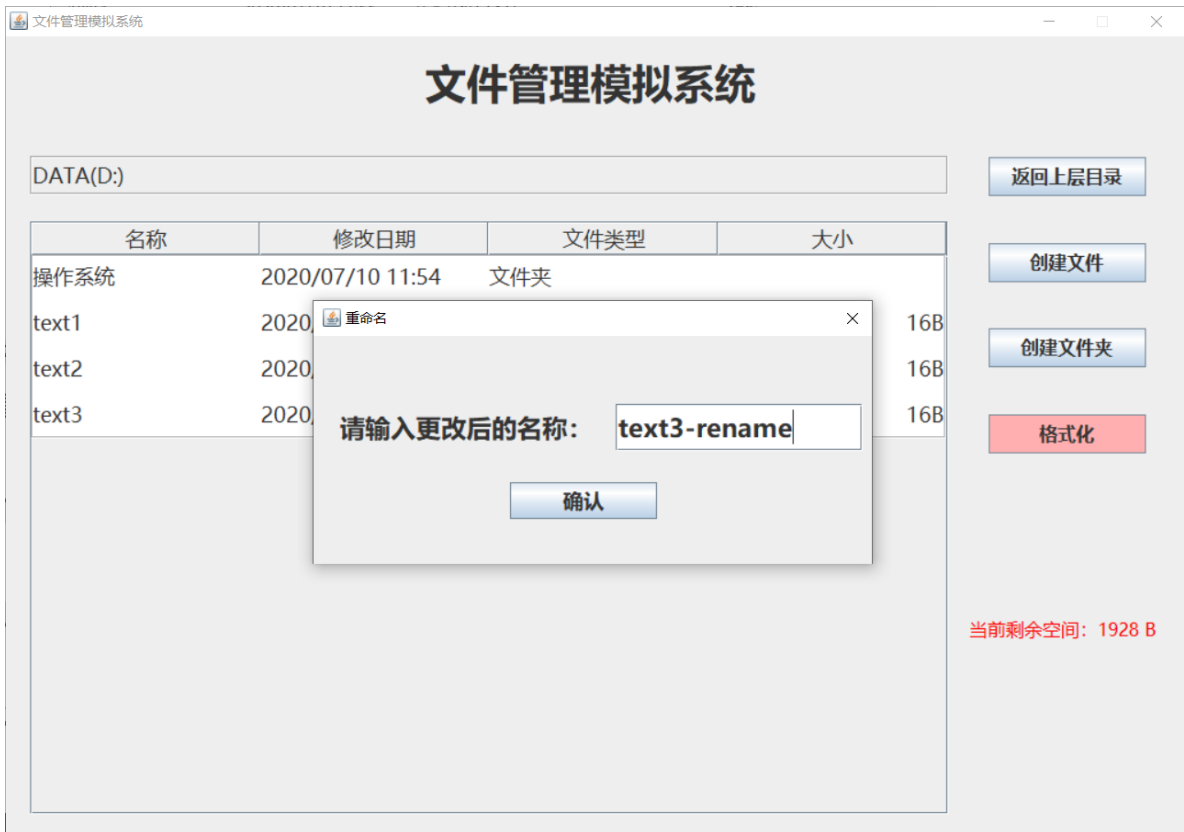 文件管理模拟系统
文件管理模拟系统
DATA(D:)
返回上层目录
名称 修改日期 文件类型 大小
创建文件
操作系统 2020/07/10 11:54 文件夹
重命名
text1 2020/ 16B
创建文件夹
text2 2020/ 16B
text3 2020/ 16B
请输入更改后的名称： text3-rename
格式化
确认
当前剩余空间：1928 B